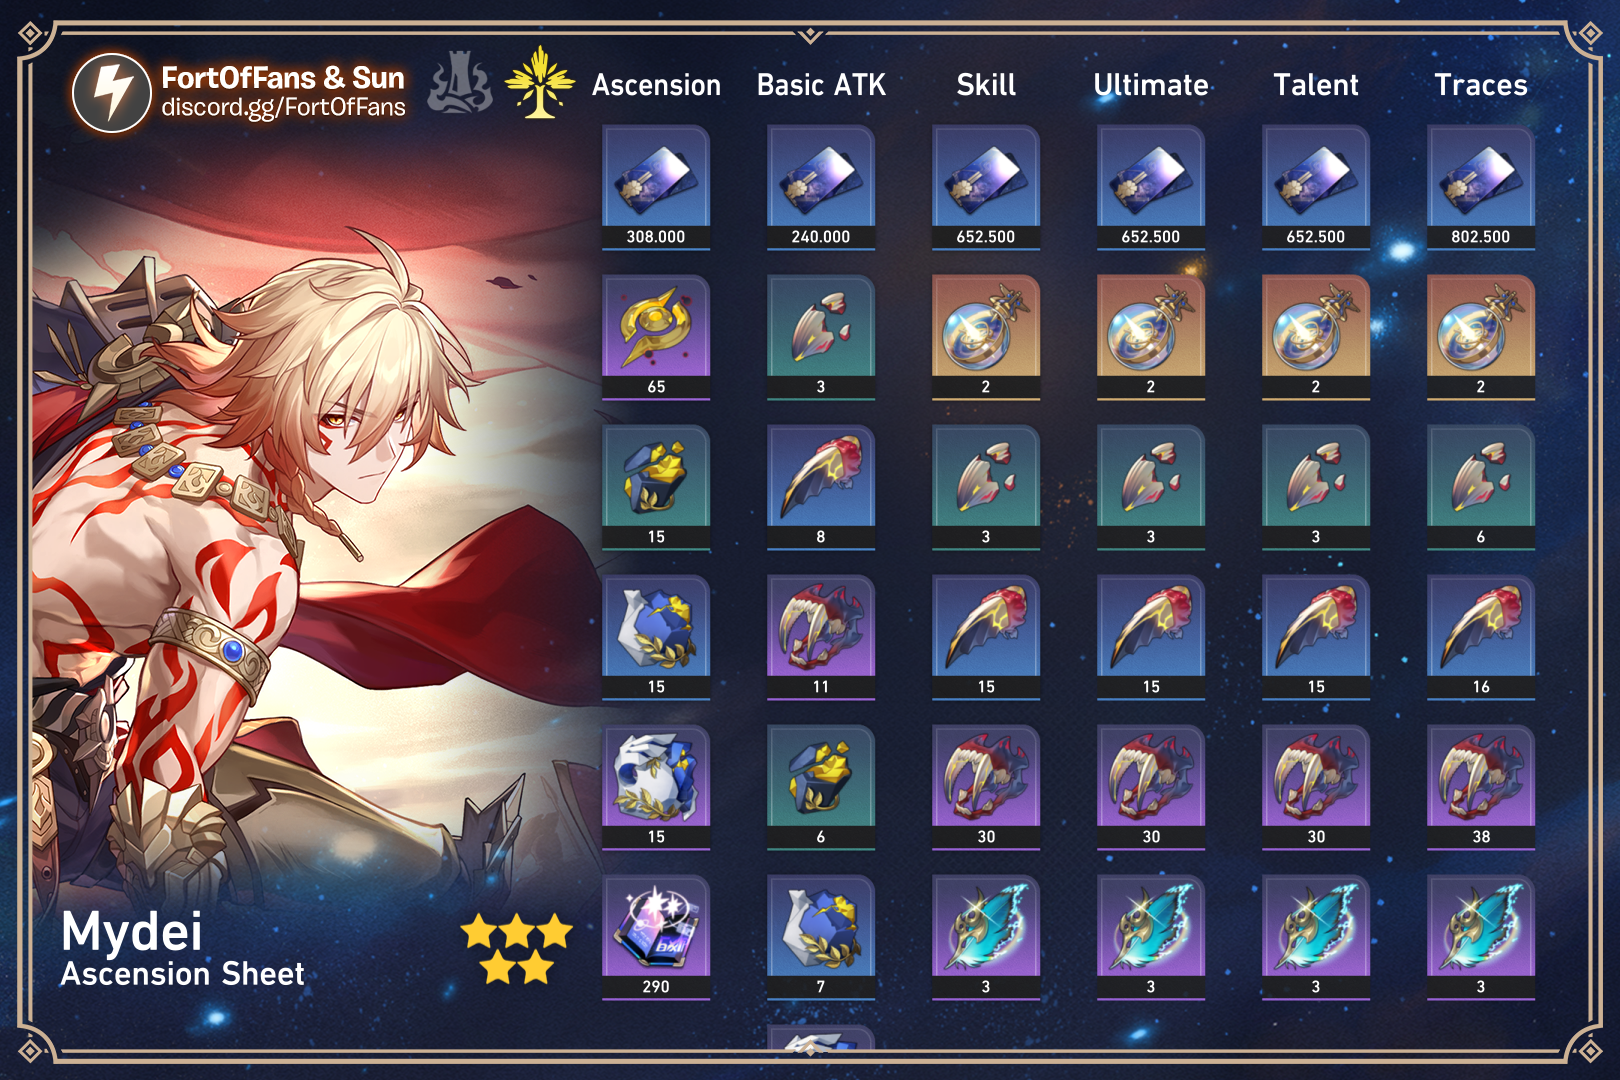 FortOfFans & Sun
discord.gg/FortOfFans
Ascension Basic ATK Skill Ultimate Talent Traces
308.000 240.000 652.500 652.500 652.500 802.500
65 3 2 2 2 2
15 8 3 3 3 6
15 11 15 15 15 16
15 6 30 30 30 38
290 7 3 3 3 3
Mydei
Ascension Sheet